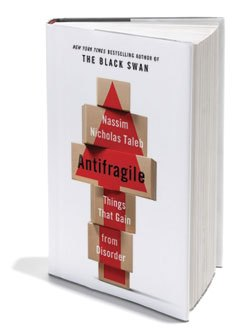 NEW YORK TIMES BESTSELLING AUTHOR OF
THE BLACK SWAN
Nassim
Nicholas Taleb
Antifragile
Things
That Gain
from
Disorder